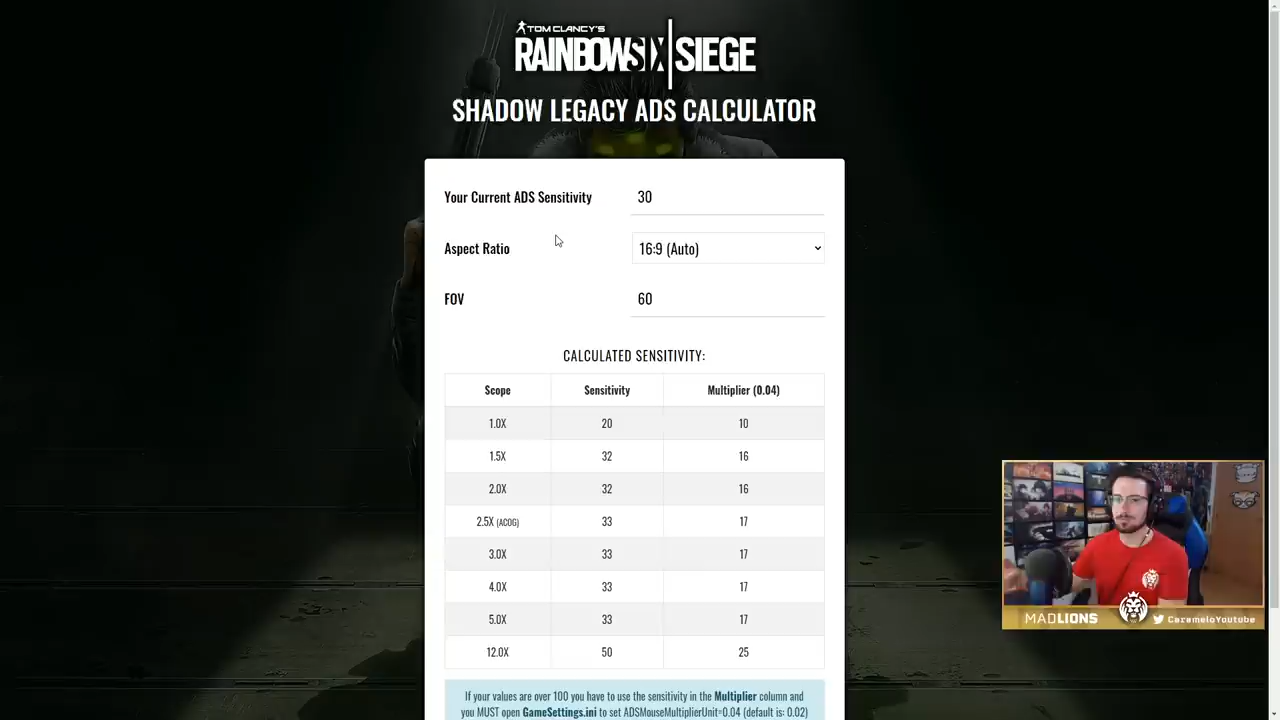 TOM CLANCY'S
RAINBOWSIX|SIEGE
SHADOW LEGACY ADS CALCULATOR
Your Current ADS Sensitivity 30
Aspect Ratio 16:9 (Auto)
FOV 60
CALCULATED SENSITIVITY:
Scope Sensitivity Multiplier (0.04)
1.0X 20 10
1.5X 32 16
2.0X 32 16
2.5X (ACOG) 33 17
3.0X 33 17
4.0X 33 17
5.0X 33 17
12.0X 50 25
If your values are over 100 you have to use the sensitivity in the Multiplier column and
you MUST open GameSettings.ini to set ADSMouseMultiplierUnit=0.04 (default is: 0.02)
MADLIONS CarameloYoutube